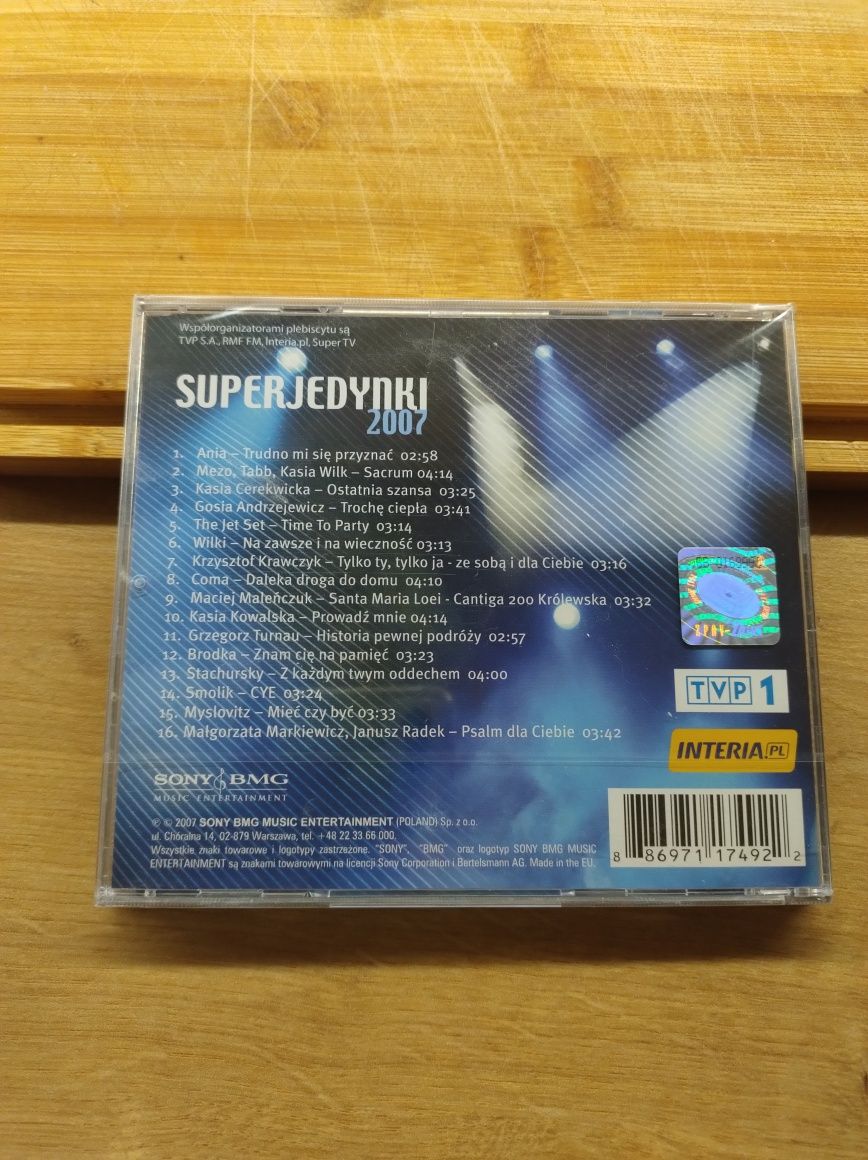 Współorganizatorami plebiscytu są
TVP S.A., RMF FM, Interia.pl, Super TV
SUPERJEDYNKI
2007
1. Ania – Trudno mi się przyznać 02:58
2. Mezo, Tabb, Kasia Wilk – Sacrum 04:14
3. Kasia Cerekwicka – Ostatnia szansa 03:25
4. Gosia Andrzejewicz – Trochę ciepła 03:41
5. The Jet Set – Time To Party 03:14
6. Wilki – Na zawsze i na wieczność 03:13
7. Krzysztof Krawczyk – Tylko ty, tylko ja - ze sobą i dla Ciebie 03:16
8. Coma – Daleka droga do domu 04:10
9. Maciej Maleńczuk – Santa Maria Loei - Cantiga 200 Królewska 03:32
10. Kasia Kowalska – Prowadź mnie 04:14
11. Grzegorz Turnau – Historia pewnej podróży 02:57
12. Brodka – Znam cię na pamięć 03:23
13. Stachursky – Z każdym twym oddechem 04:00
14. Smolik – CYE 03:24
15. Myslovitz – Mieć czy być 03:33
16. Małgorzata Markiewicz, Janusz Radek – Psalm dla Ciebie 03:42
TVP 1
INTERIA.PL
SONY BMG
MUSIC ENTERTAINMENT
℗ © 2007 SONY BMG MUSIC ENTERTAINMENT (POLAND) Sp. z o.o.
ul. Chóralna 14, 02-879 Warszawa, tel. +48 22 33 66 000.
Wszystkie znaki towarowe i logotypy zastrzeżone. "SONY", "BMG" oraz logotyp SONY BMG MUSIC
ENTERTAINMENT są znakami towarowymi na licencji Sony Corporation i Bertelsmann AG. Made in the EU.
8 86971 17492 2